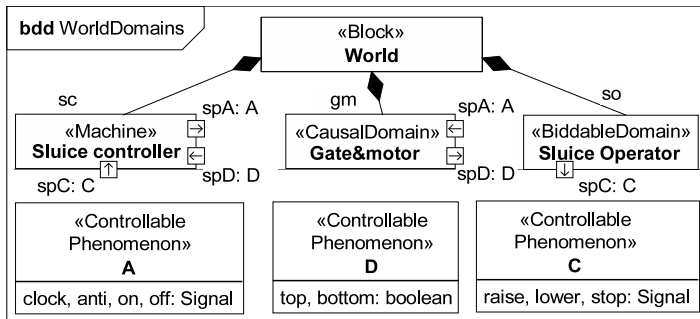 bdd WorldDomains
«Block»
World
sc
gm
so
spA: A
spA: A
«Machine»
Sluice controller
«CausalDomain»
Gate&motor
«BiddableDomain»
Sluice Operator
spC: C
spD: D
spD: D
spC: C
«Controllable
Phenomenon»
A
clock, anti, on, off: Signal
«Controllable
Phenomenon»
D
top, bottom: boolean
«Controllable
Phenomenon»
C
raise, lower, stop: Signal